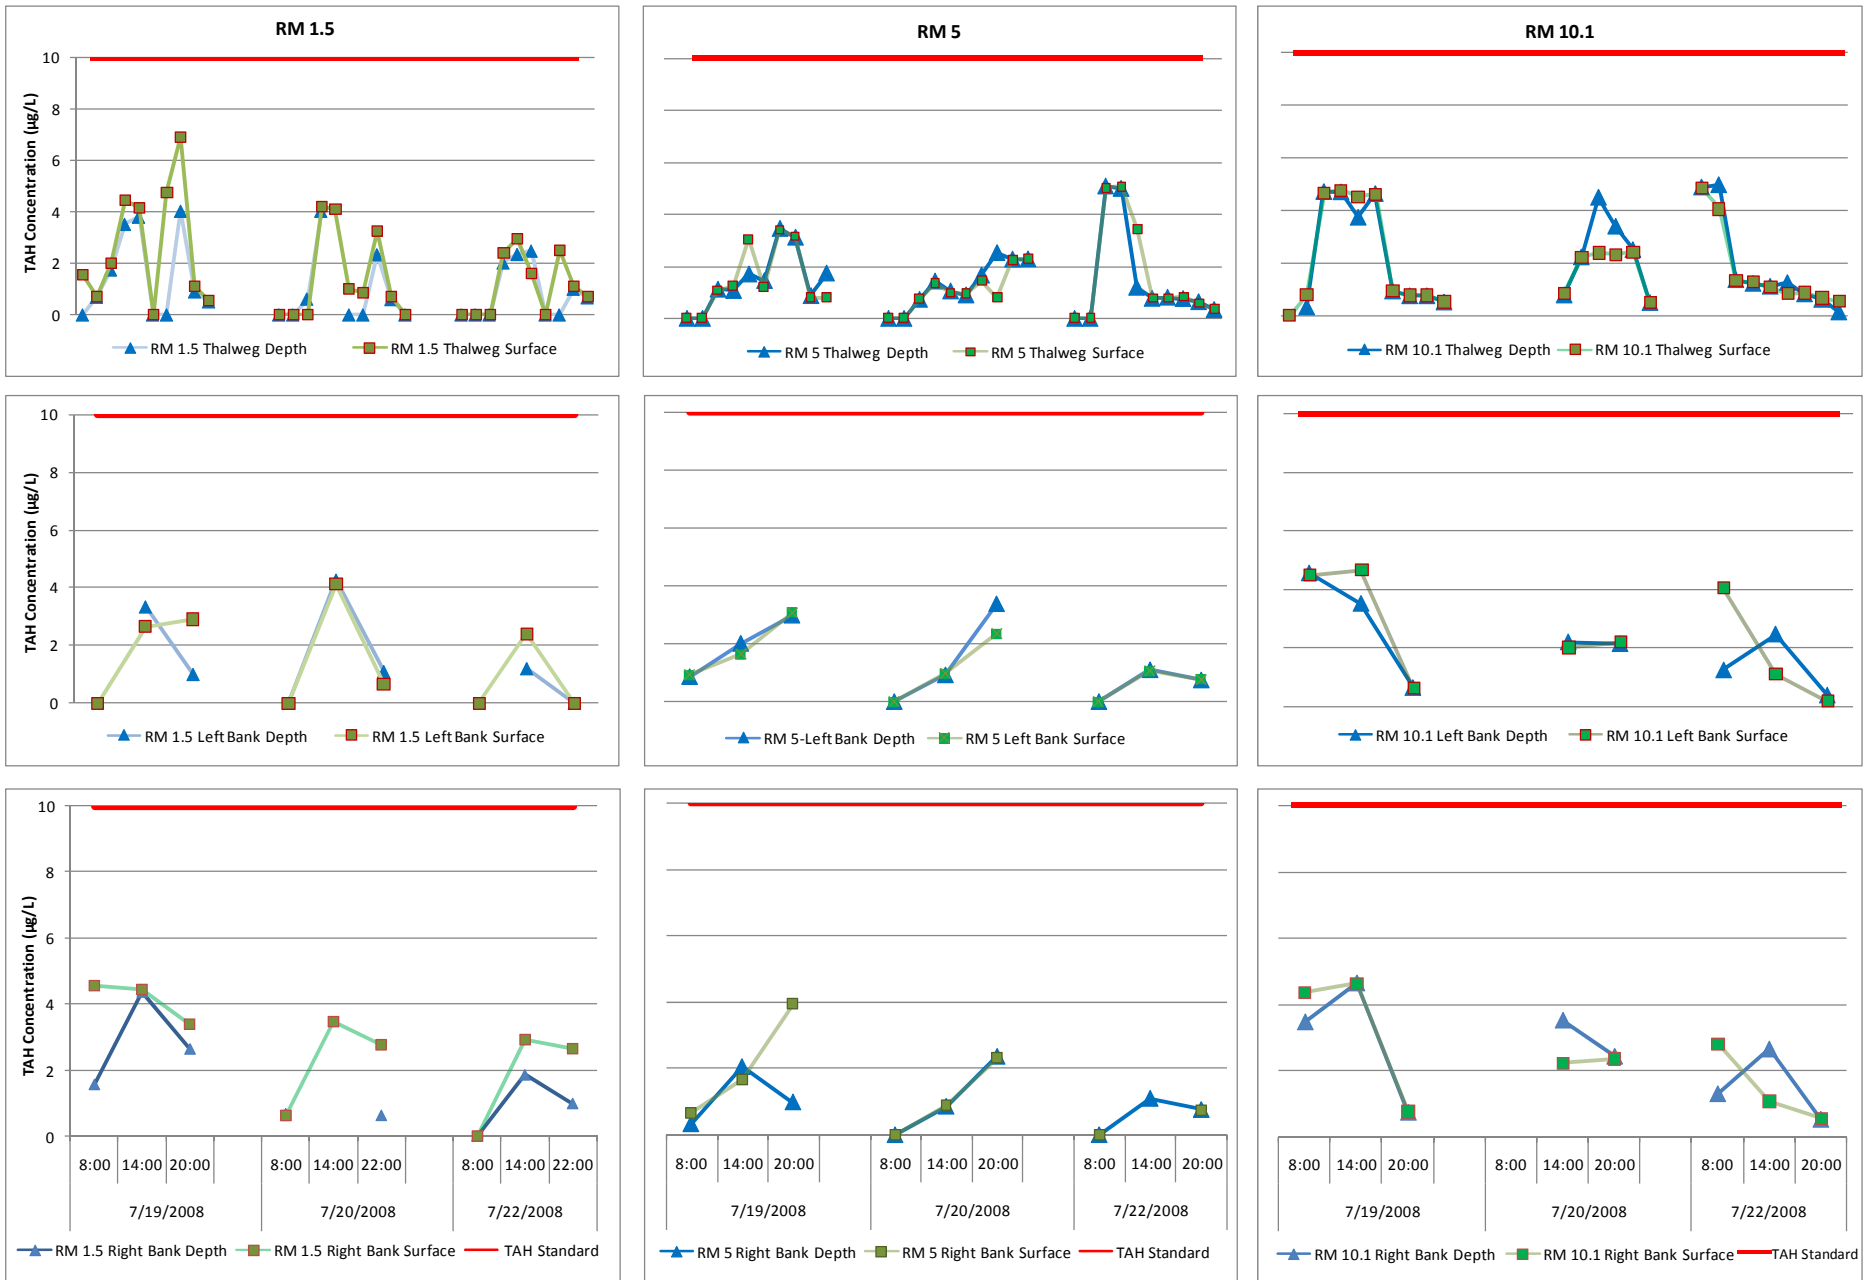 RM 1.5
RM 5
RM 10.1
TAH Concentration (µg/L)
10
8
6
4
2
0
RM 1.5 Thalweg Depth
RM 1.5 Thalweg Surface
RM 5 Thalweg Depth
RM 5 Thalweg Surface
RM 10.1 Thalweg Depth
RM 10.1 Thalweg Surface
TAH Concentration (µg/L)
10
8
6
4
2
0
RM 1.5 Left Bank Depth
RM 1.5 Left Bank Surface
RM 5-Left Bank Depth
RM 5 Left Bank Surface
RM 10.1 Left Bank Depth
RM 10.1 Left Bank Surface
TAH Concentration (µg/L)
10
8
6
4
2
0
8:00 14:00 20:00 8:00 14:00 22:00 8:00 14:00 22:00
7/19/2008 7/20/2008 7/22/2008
RM 1.5 Right Bank Depth RM 1.5 Right Bank Surface TAH Standard
8:00 14:00 20:00 8:00 14:00 20:00 8:00 14:00 20:00
7/19/2008 7/20/2008 7/22/2008
RM 5 Right Bank Depth RM 5 Right Bank Surface TAH Standard
8:00 14:00 20:00 8:00 14:00 20:00 8:00 14:00 20:00
7/19/2008 7/20/2008 7/22/2008
RM 10.1 Right Bank Depth RM 10.1 Right Bank Surface TAH Standard